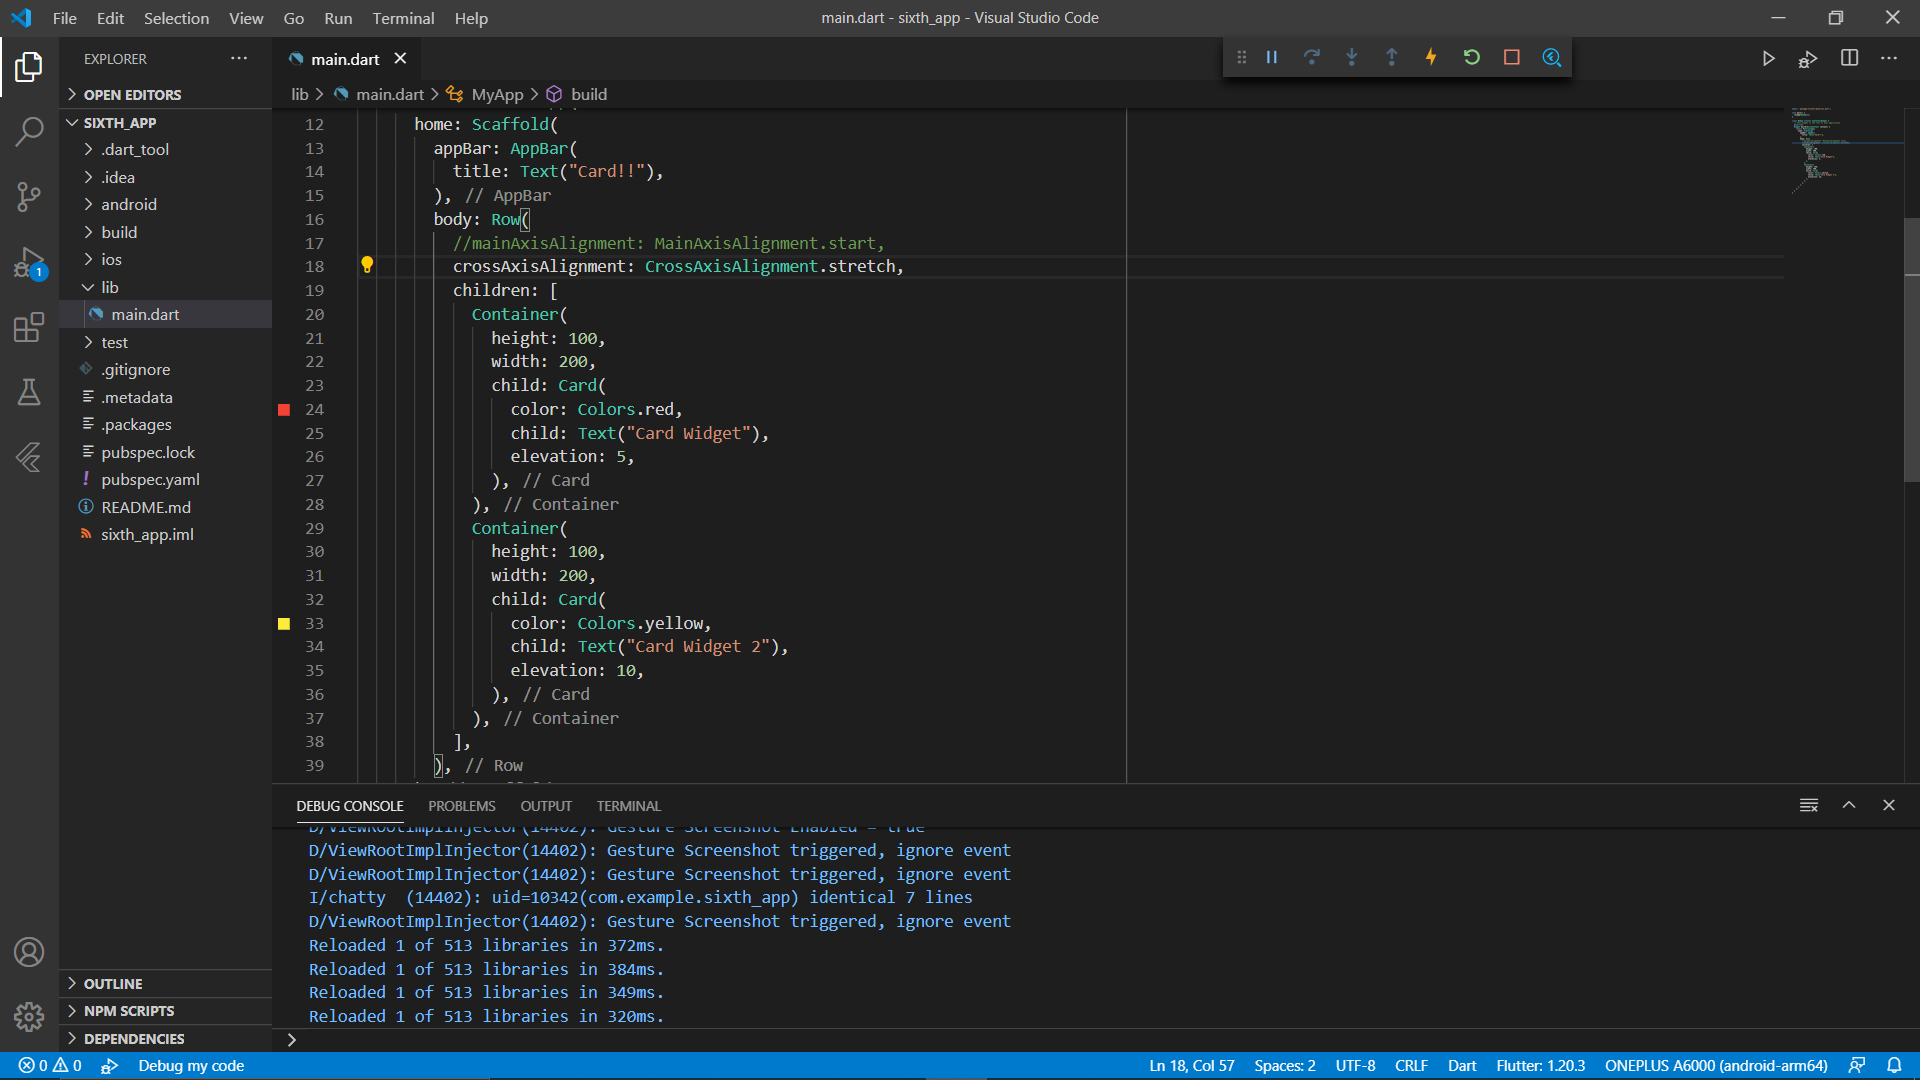 File Edit Selection View Go Run Terminal Help
main.dart - sixth_app - Visual Studio Code
EXPLORER
OPEN EDITORS
SIXTH_APP
.dart_tool
.idea
android
build
ios
lib
main.dart
test
.gitignore
.metadata
.packages
pubspec.lock
pubspec.yaml
README.md
sixth_app.iml
OUTLINE
NPM SCRIPTS
DEPENDENCIES
1
main.dart
lib > main.dart > MyApp > build
12 home: Scaffold(
13 appBar: AppBar(
14 title: Text("Card!!"),
15 ), // AppBar
16 body: Row(
17 //mainAxisAlignment: MainAxisAlignment.start,
18 crossAxisAlignment: CrossAxisAlignment.stretch,
19 children: [
20 Container(
21 height: 100,
22 width: 200,
23 child: Card(
24 color: Colors.red,
25 child: Text("Card Widget"),
26 elevation: 5,
27 ), // Card
28 ), // Container
29 Container(
30 height: 100,
31 width: 200,
32 child: Card(
33 color: Colors.yellow,
34 child: Text("Card Widget 2"),
35 elevation: 10,
36 ), // Card
37 ), // Container
38 ],
39 ), // Row
DEBUG CONSOLE PROBLEMS OUTPUT TERMINAL
D/ViewRootImplInjector(14402): Gesture Screenshot Enabled = true
D/ViewRootImplInjector(14402): Gesture Screenshot triggered, ignore event
D/ViewRootImplInjector(14402): Gesture Screenshot triggered, ignore event
I/chatty  (14402): uid=10342(com.example.sixth_app) identical 7 lines
D/ViewRootImplInjector(14402): Gesture Screenshot triggered, ignore event
Reloaded 1 of 513 libraries in 372ms.
Reloaded 1 of 513 libraries in 384ms.
Reloaded 1 of 513 libraries in 349ms.
Reloaded 1 of 513 libraries in 320ms.
0 0 Debug my code
Ln 18, Col 57 Spaces: 2 UTF-8 CRLF Dart Flutter: 1.20.3 ONEPLUS A6000 (android-arm64)